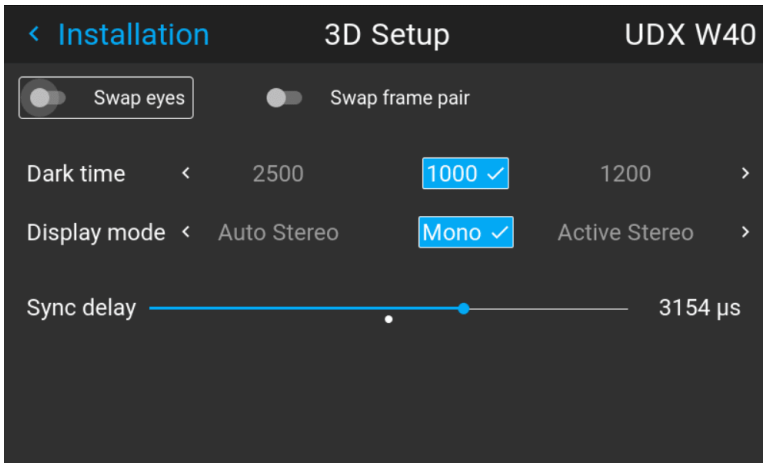 Installation 3D Setup UDX W40
Swap eyes Swap frame pair
Dark time 2500 1000 1200
Display mode Auto Stereo Mono Active Stereo
Sync delay 3154 µs